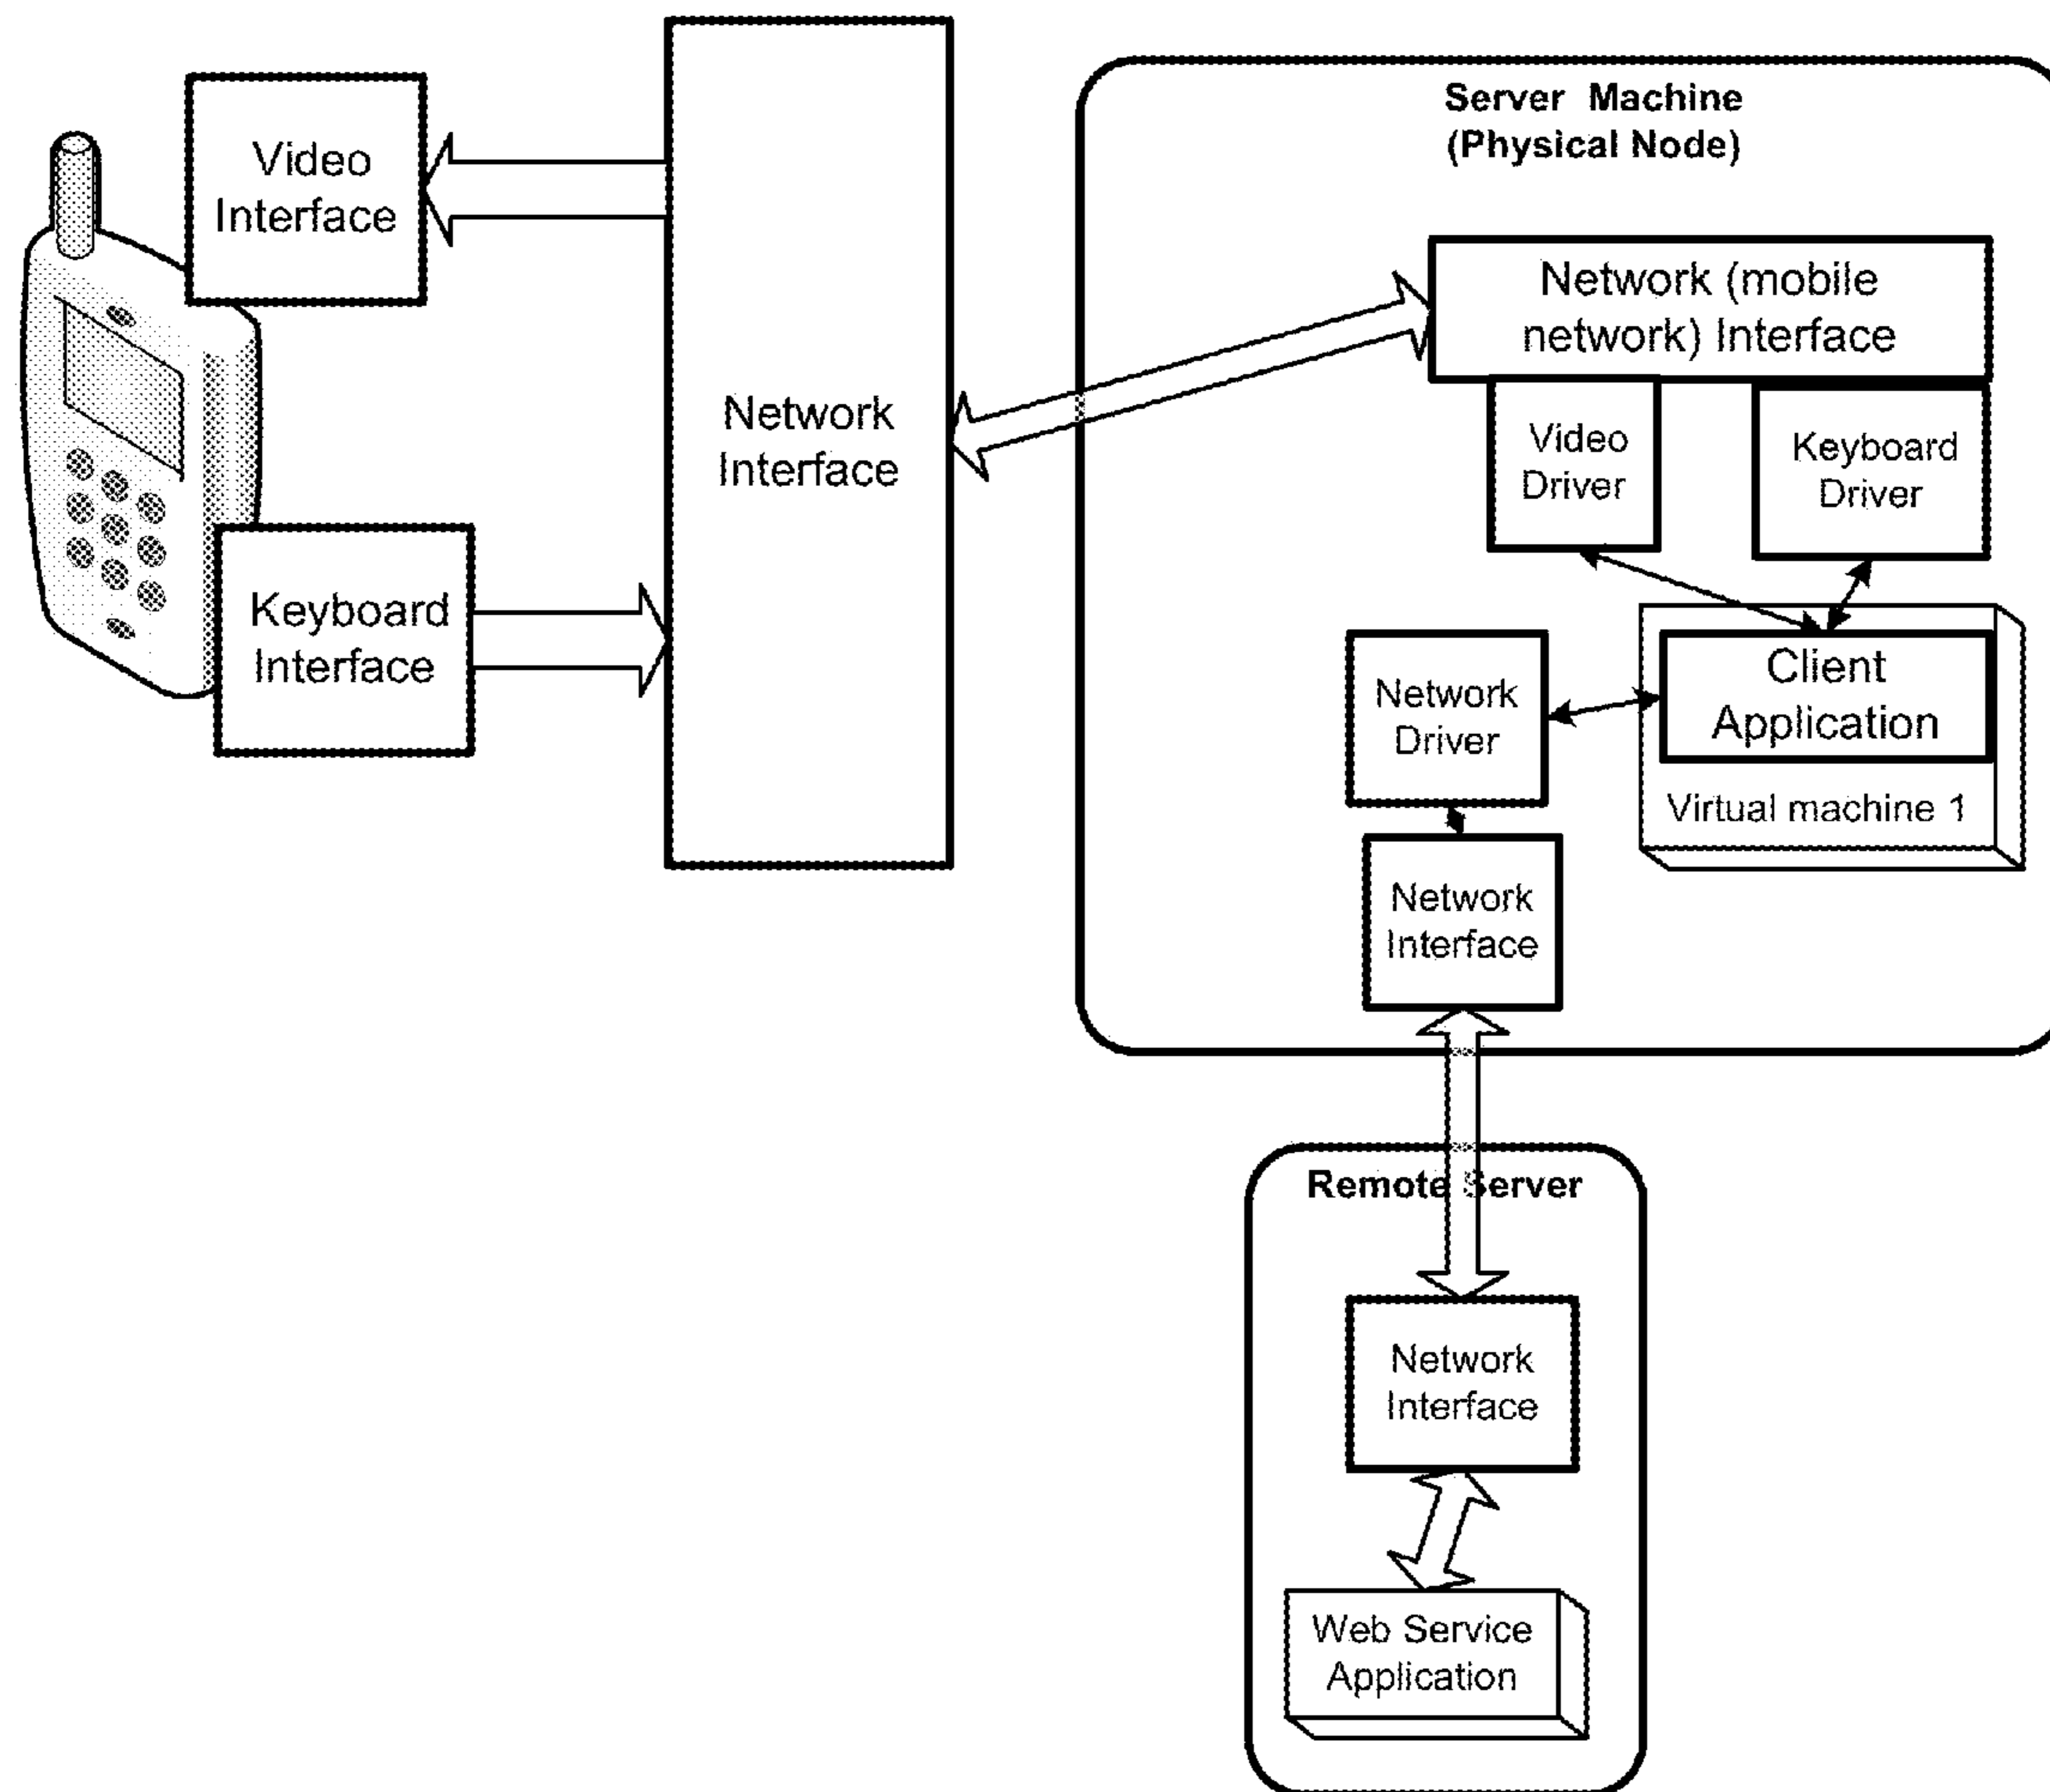 Video
Interface
Keyboard
Interface
Network
Interface
Server Machine
(Physical Node)
Network (mobile
network) Interface
Video
Driver
Keyboard
Driver
Client
Application
Virtual machine 1
Network
Driver
Network
Interface
Remote Server
Network
Interface
Web Service
Application